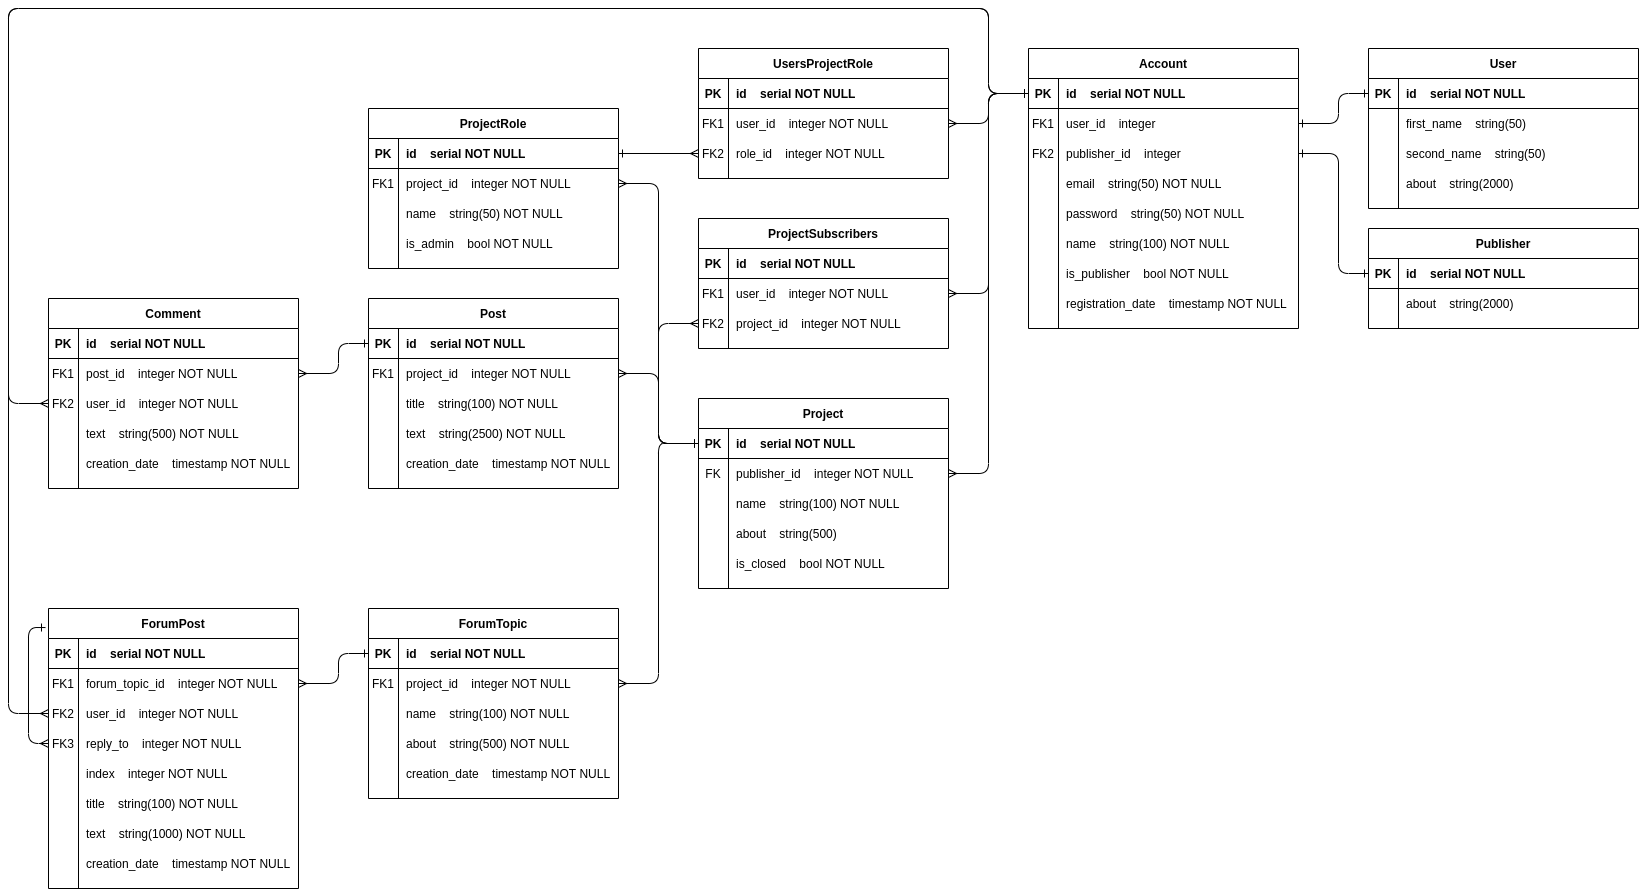 UsersProjectRole
PK id serial NOT NULL
FK1 user_id integer NOT NULL
FK2 role_id integer NOT NULL
Account
PK id serial NOT NULL
FK1 user_id integer
FK2 publisher_id integer
email string(50) NOT NULL
password string(50) NOT NULL
name string(100) NOT NULL
is_publisher bool NOT NULL
registration_date timestamp NOT NULL
User
PK id serial NOT NULL
first_name string(50)
second_name string(50)
about string(2000)
ProjectRole
PK id serial NOT NULL
FK1 project_id integer NOT NULL
name string(50) NOT NULL
is_admin bool NOT NULL
ProjectSubscribers
PK id serial NOT NULL
FK1 user_id integer NOT NULL
FK2 project_id integer NOT NULL
Publisher
PK id serial NOT NULL
about string(2000)
Comment
PK id serial NOT NULL
FK1 post_id integer NOT NULL
FK2 user_id integer NOT NULL
text string(500) NOT NULL
creation_date timestamp NOT NULL
Post
PK id serial NOT NULL
FK1 project_id integer NOT NULL
title string(100) NOT NULL
text string(2500) NOT NULL
creation_date timestamp NOT NULL
Project
PK id serial NOT NULL
FK publisher_id integer NOT NULL
name string(100) NOT NULL
about string(500)
is_closed bool NOT NULL
ForumPost
PK id serial NOT NULL
FK1 forum_topic_id integer NOT NULL
FK2 user_id integer NOT NULL
FK3 reply_to integer NOT NULL
index integer NOT NULL
title string(100) NOT NULL
text string(1000) NOT NULL
creation_date timestamp NOT NULL
ForumTopic
PK id serial NOT NULL
FK1 project_id integer NOT NULL
name string(100) NOT NULL
about string(500) NOT NULL
creation_date timestamp NOT NULL